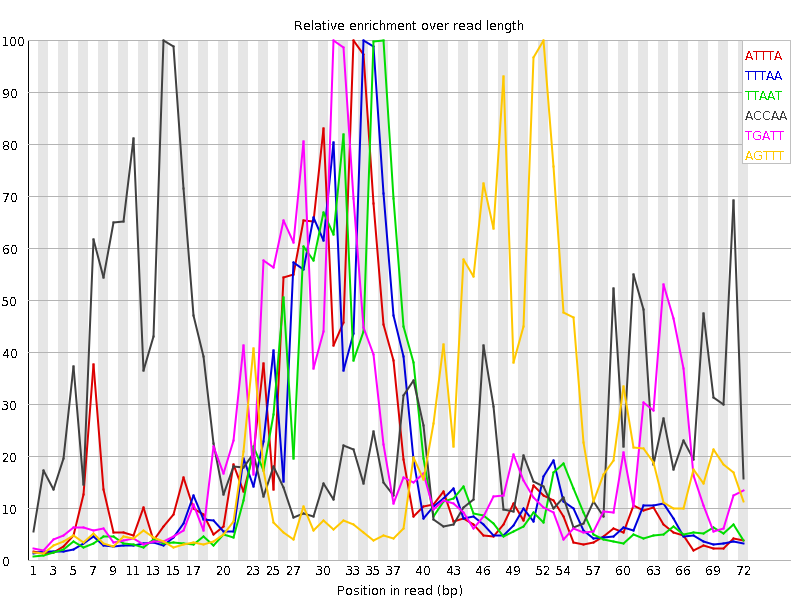 Relative enrichment over read length
100
90
80
70
60
50
40
30
20
10
0
ATTTA
TTTAA
TTAAT
ACCAA
TGATT
AGTTT
1 3 5 7 9 11 13 15 17 19 21 23 25 27 29 31 33 35 37 40 43 46 49 52 54 57 60 63 66 69 72
Position in read (bp)